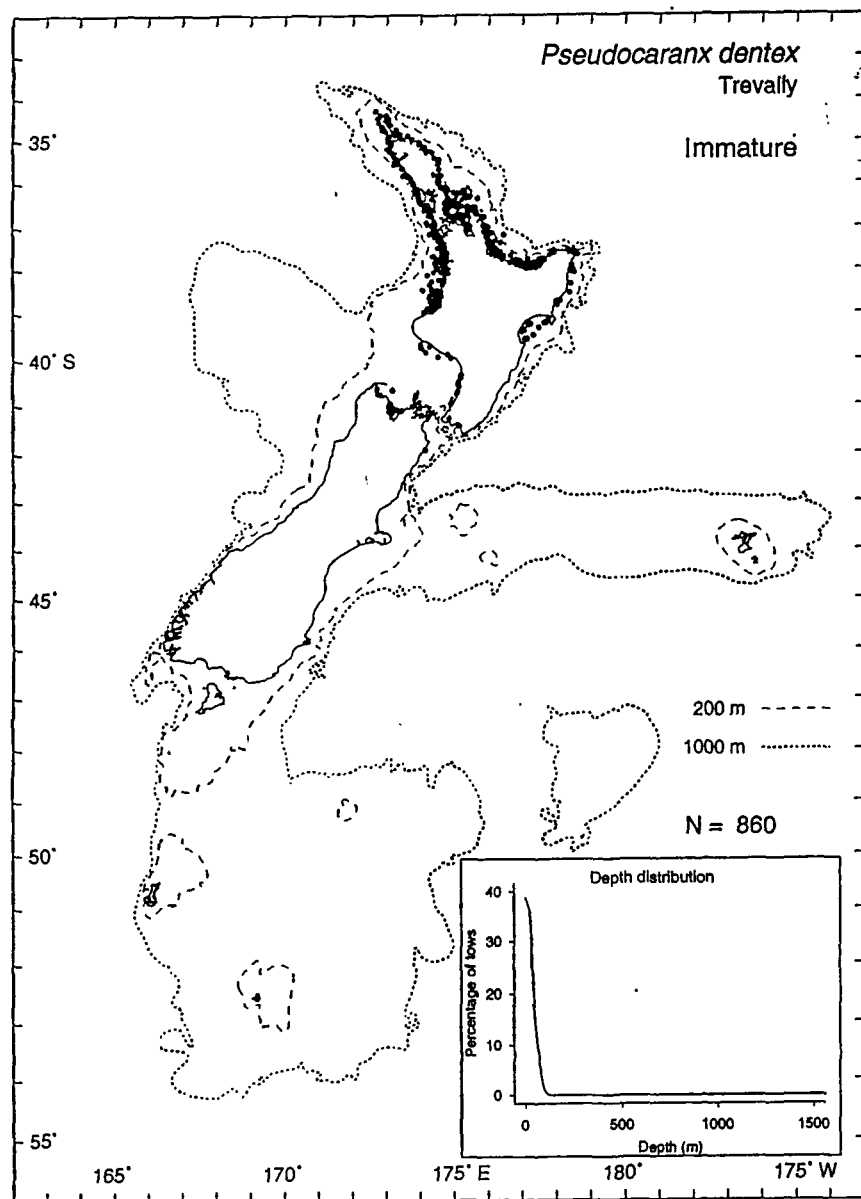 Pseudocaranx dentex
Trevally
Immature
35°
40° S
45°
50°
55°
200 m
1000 m
N = 860
Depth distribution
Percentage of tows
40
30
20
10
0
0 500 1000 1500
Depth (m)
165° 170° 175° E 180° 175° W